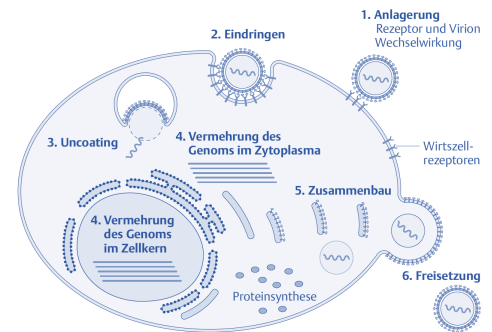 1. Anlagerung
Rezeptor und Virion
Wechselwirkung
2. Eindringen
3. Uncoating
4. Vermehrung des
Genoms im Zytoplasma
Wirtszell-
rezeptoren
5. Zusammenbau
4. Vermehrung
des Genoms
im Zellkern
Proteinsynthese
6. Freisetzung